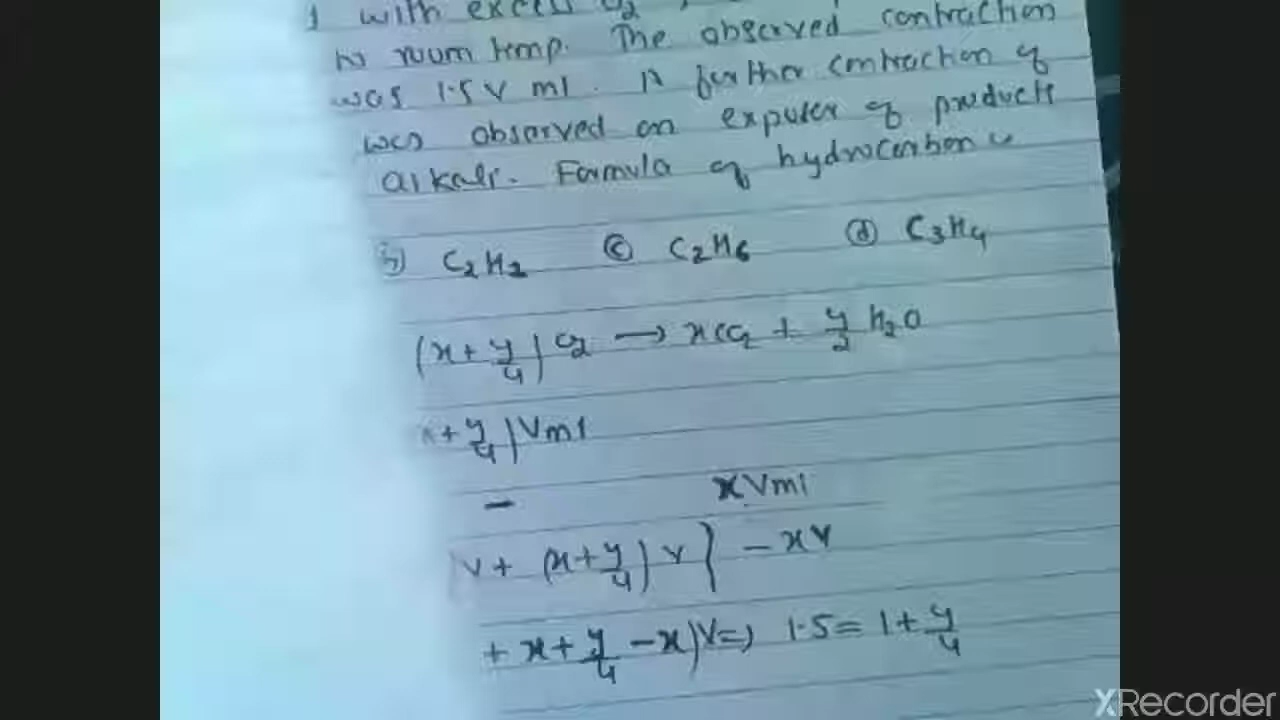 with excess O2
to room temp. The observed contraction
was 1.5 V ml. A further contraction of
was observed on exposer of products
alkali. Formula of hydrocarbon is
b) C2H2 (c) C2H6 (d) C3H4
(x + y/4) O2 → xCO2 + y/2 H2O
x + y/4) V ml
- x V ml
V + (x + y/4) V } - xV
+ x + y/4 - x) V => 1.5 = 1 + y/4
XRecorder